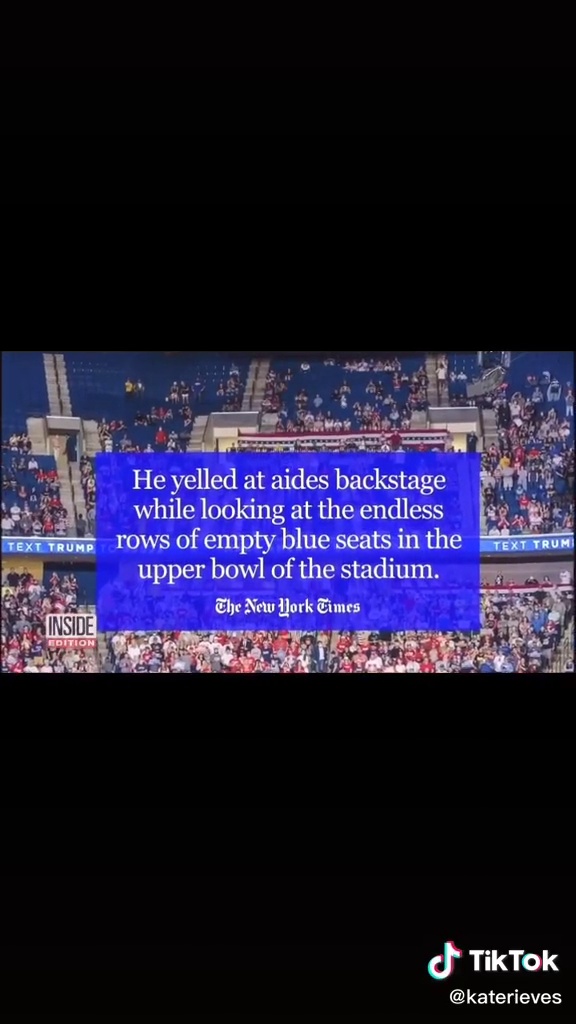 He yelled at aides backstage
while looking at the endless
rows of empty blue seats in the
upper bowl of the stadium.
The New York Times
TEXT TRUMP
TEXT TRUM
INSIDE
EDITION
TikTok
@katerieves